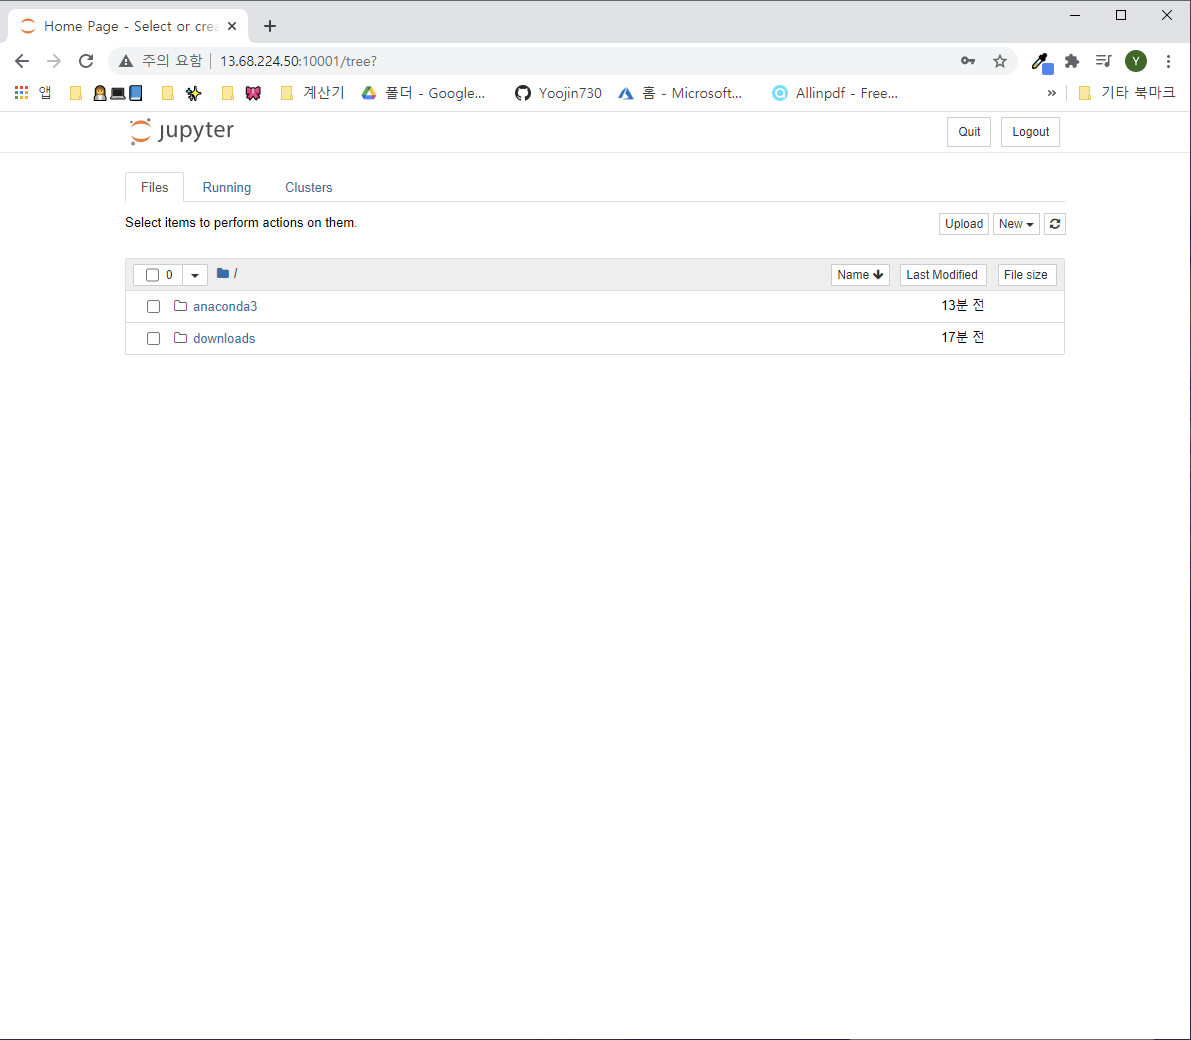 Home Page - Select or crea
주의 요함 13.68.224.50:10001/tree?
Y
앱 계산기 플더 - Google... Yoojin730 홈 - Microsoft... Allinpdf - Free... » 기타 북마크
jupyter Quit Logout
Files Running Clusters
Select items to perform actions on them. Upload New
0 / Name Last Modified File size
anaconda3 13분 전
downloads 17분 전